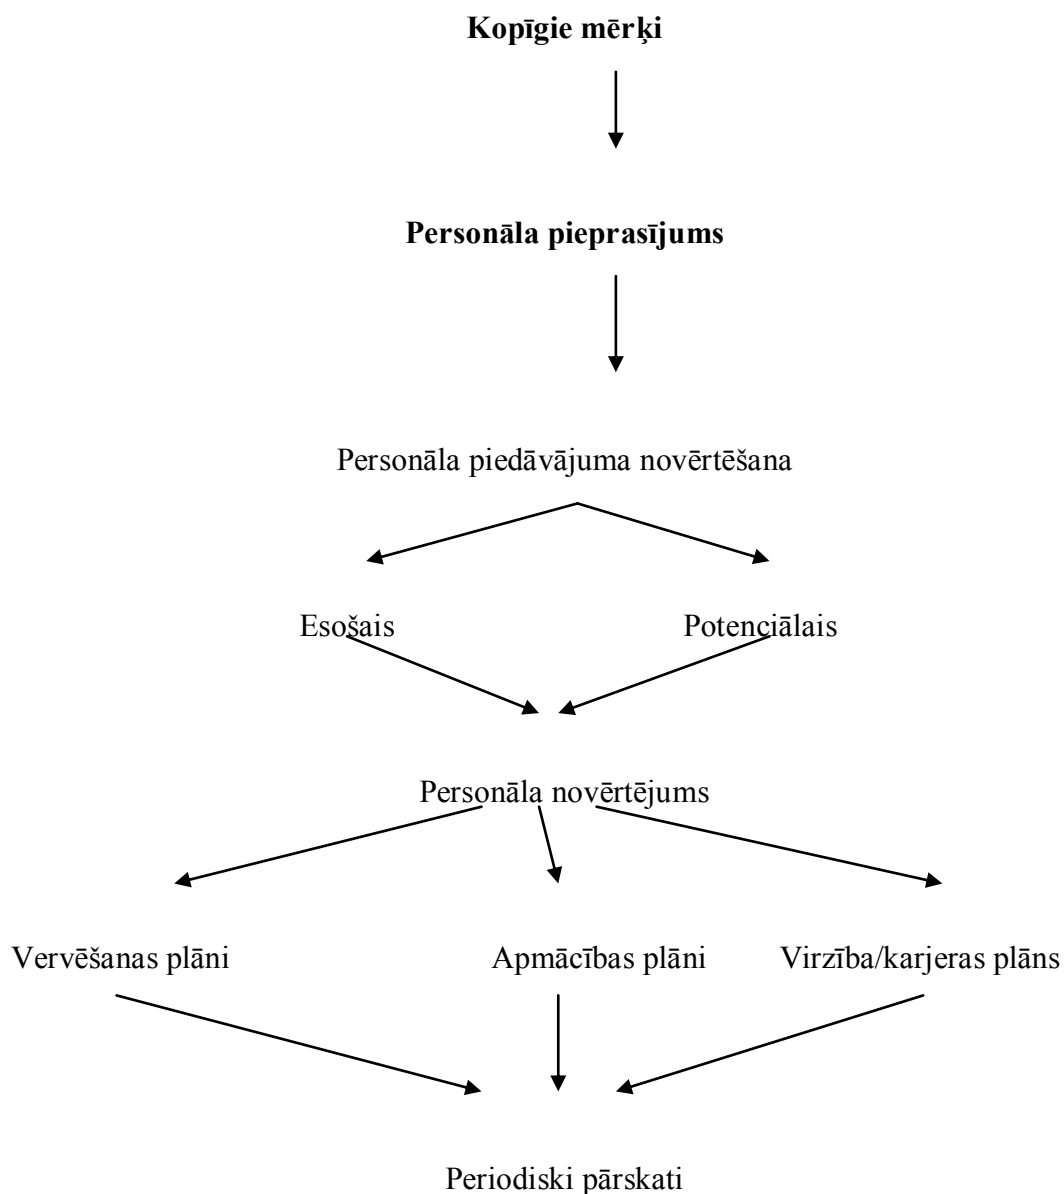 Kopīgie mērķi
Personāla pieprasījums
Personāla piedāvājuma novērtēšana
Esošais
Potenciālais
Personāla novērtējums
Vervēšanas plāni
Apmācības plāni
Virzība/karjeras plāns
Periodiski pārskati